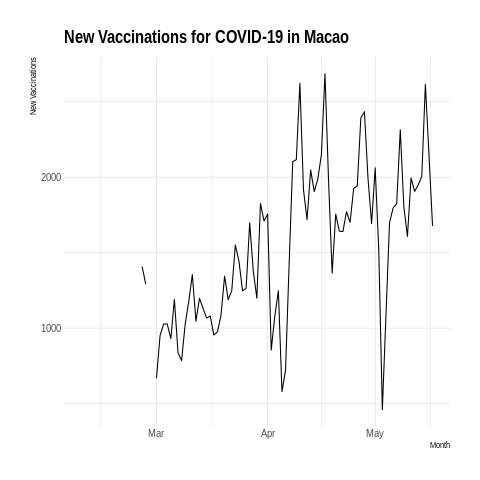 New Vaccinations for COVID-19 in Macao
New Vaccinations
2000
1000
Mar Apr May
Month